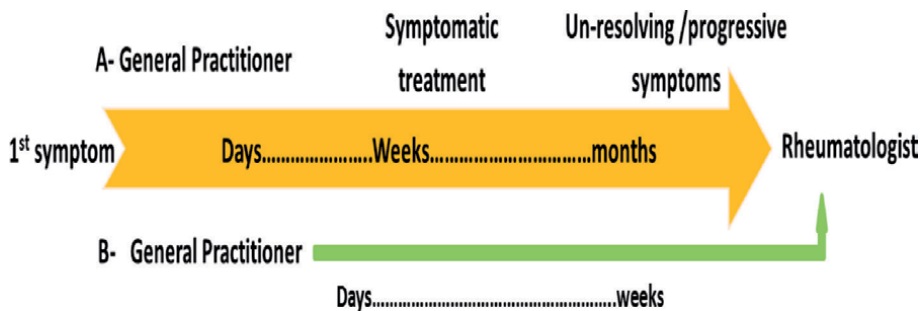 Symptomatic
treatment
Un-resolving /progressive
symptoms
A- General Practitioner
1st symptom
Days......................Weeks................................months
Rheumatologist
B- General Practitioner
Days.................................................weeks